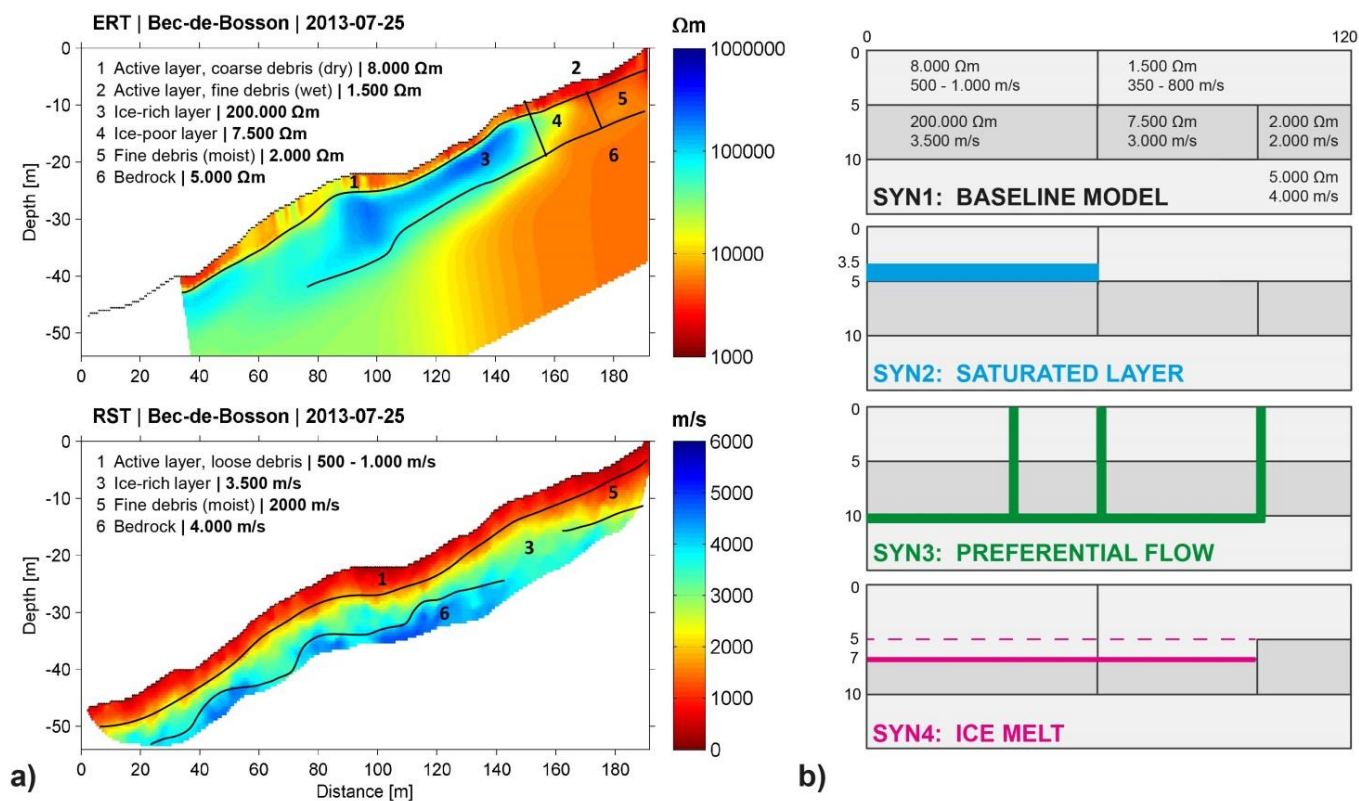 ERT | Bec-de-Bosson | 2013-07-25
Ωm
1 Active layer, coarse debris (dry) | 8.000 Ωm
2 Active layer, fine debris (wet) | 1.500 Ωm
3 Ice-rich layer | 200.000 Ωm
4 Ice-poor layer | 7.500 Ωm
5 Fine debris (moist) | 2.000 Ωm
6 Bedrock | 5.000 Ωm
1
2
3
4
5
6
Depth [m]
0
-10
-20
-30
-40
-50
0 20 40 60 80 100 120 140 160 180
1000000
100000
10000
1000
RST | Bec-de-Bosson | 2013-07-25
m/s
1 Active layer, loose debris | 500 - 1.000 m/s
3 Ice-rich layer | 3.500 m/s
5 Fine debris (moist) | 2000 m/s
6 Bedrock | 4.000 m/s
1
3
5
6
Depth [m]
0
-10
-20
-30
-40
-50
0 20 40 60 80 100 120 140 160 180
Distance [m]
6000
5000
4000
3000
2000
1000
0
a)
0 120
0
5
10
8.000 Ωm
500 - 1.000 m/s
1.500 Ωm
350 - 800 m/s
200.000 Ωm
3.500 m/s
7.500 Ωm
3.000 m/s
2.000 Ωm
2.000 m/s
5.000 Ωm
4.000 m/s
SYN1: BASELINE MODEL
0
3.5
5
10
SYN2: SATURATED LAYER
0
5
10
SYN3: PREFERENTIAL FLOW
0
5
7
10
SYN4: ICE MELT
b)